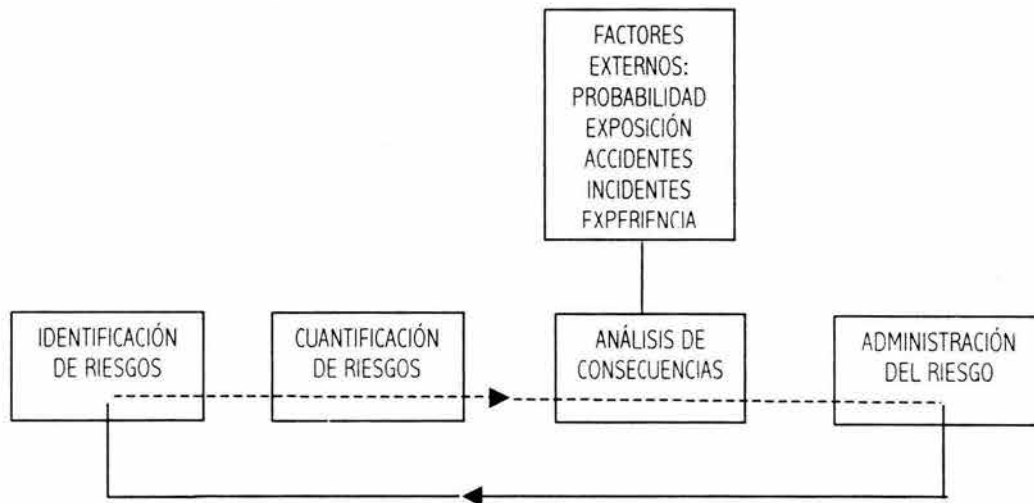 FACTORES
EXTERNOS:
PROBABILIDAD
EXPOSICIÓN
ACCIDENTES
INCIDENTES
EXPERIENCIA
IDENTIFICACIÓN
DE RIESGOS
CUANTIFICACIÓN
DE RIESGOS
ANÁLISIS DE
CONSECUENCIAS
ADMINISTRACIÓN
DEL RIESGO